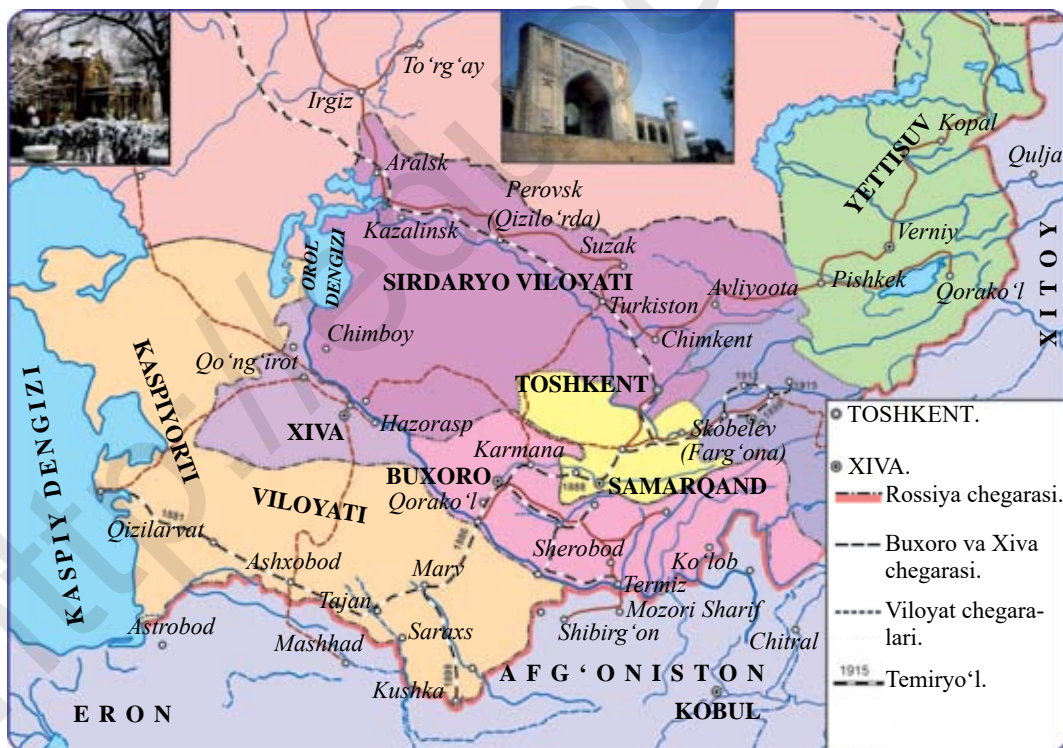 To‘rg‘ay
Irgiz
Kopal
Qulja
YETTISUV
Aralsk
Perovsk
(Qizilo‘rda)
Kazalinsk
Suzak
Verniy
OROL
DENGIZI
SIRDARYO VILOYATI
Avliyoota
Pishkek
Qorako‘l
XITOY
Turkiston
Chimboy
Chimkent
Qo‘ng‘irot
KASPIYORTI
TOSHKENT
1912
1915
KASPIY DENGIZI
XIVA
Hazorasp
Skobelev
(Farg‘ona)
Karmana
BUXORO
1888
SAMARQAND
Qorako‘l
VILOYATI
1881
Qizilarvat
Sherobod
Ko‘lob
Ashxobod
Mary
Termiz
Tajan
Mozori Sharif
Astrobod
Mashhad
Saraxs
Shibirg‘on
Chitral
AFG‘ONISTON
Kushka
ERON
KOBUL
TOSHKENT.
XIVA.
Rossiya chegarasi.
Buxoro va Xiva
chegarasi.
Viloyat chegara-
lari.
1915
Temiryo‘l.